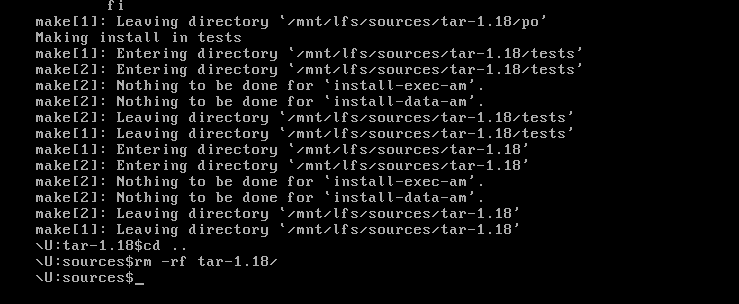 fi
make[1]: Leaving directory `/mnt/lfs/sources/tar-1.18/po'
Making install in tests
make[1]: Entering directory `/mnt/lfs/sources/tar-1.18/tests'
make[2]: Entering directory `/mnt/lfs/sources/tar-1.18/tests'
make[2]: Nothing to be done for `install-exec-am'.
make[2]: Nothing to be done for `install-data-am'.
make[2]: Leaving directory `/mnt/lfs/sources/tar-1.18/tests'
make[1]: Leaving directory `/mnt/lfs/sources/tar-1.18/tests'
make[1]: Entering directory `/mnt/lfs/sources/tar-1.18'
make[2]: Entering directory `/mnt/lfs/sources/tar-1.18'
make[2]: Nothing to be done for `install-exec-am'.
make[2]: Nothing to be done for `install-data-am'.
make[2]: Leaving directory `/mnt/lfs/sources/tar-1.18'
make[1]: Leaving directory `/mnt/lfs/sources/tar-1.18'
\U:tar-1.18$cd ..
\U:sources$rm -rf tar-1.18/
\U:sources$_